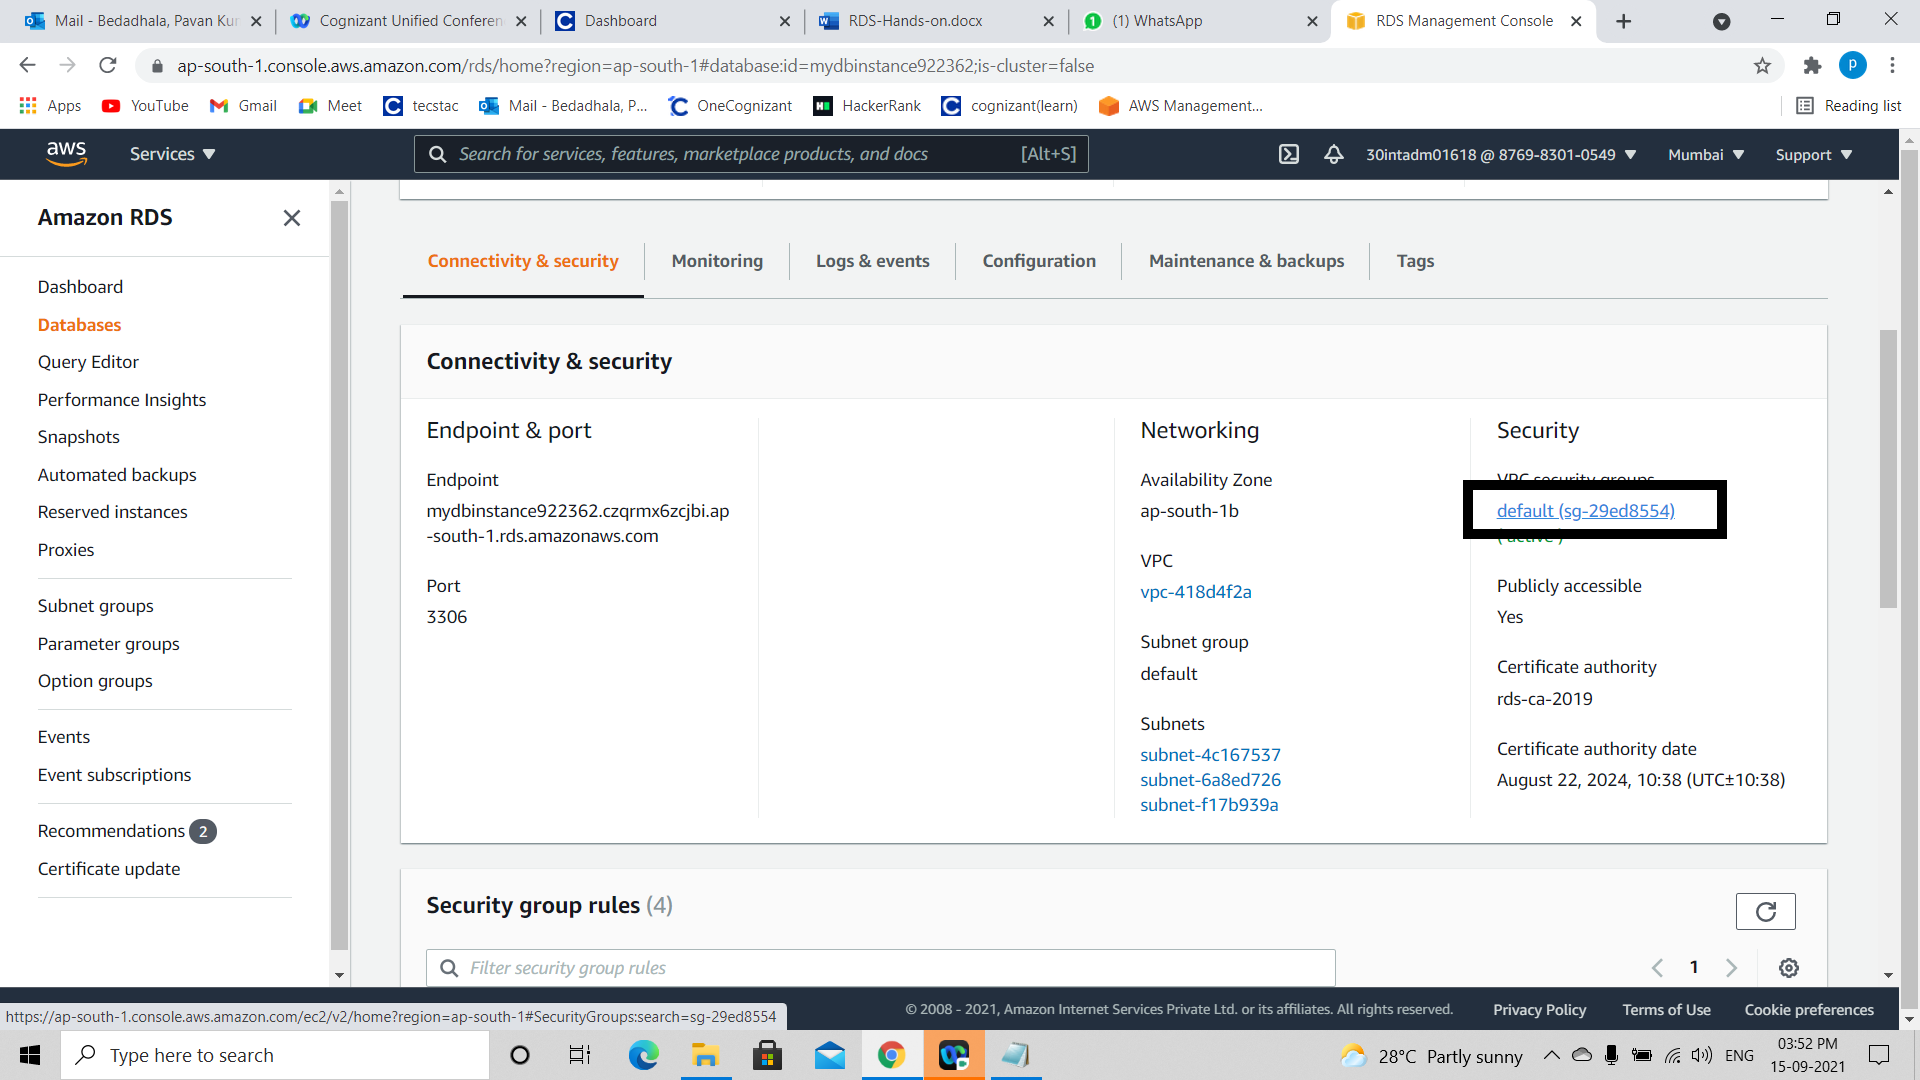 Mail - Bedadhala, Pavan Kur
Cognizant Unified Conferen
Dashboard
RDS-Hands-on.docx
(1) WhatsApp
RDS Management Console
ap-south-1.console.aws.amazon.com/rds/home?region=ap-south-1#database:id=mydbinstance922362;is-cluster=false
p
Apps
YouTube
Gmail
Meet
tecstac
Mail - Bedadhala, P...
OneCognizant
HackerRank
cognizant(learn)
AWS Management...
Reading list
aws
Services
Search for services, features, marketplace products, and docs
[Alt+S]
30intadm01618 @ 8769-8301-0549
Mumbai
Support
Amazon RDS
Dashboard
Databases
Query Editor
Performance Insights
Snapshots
Automated backups
Reserved instances
Proxies
Subnet groups
Parameter groups
Option groups
Events
Event subscriptions
Recommendations 2
Certificate update
Connectivity & security
Monitoring
Logs & events
Configuration
Maintenance & backups
Tags
Connectivity & security
Endpoint & port
Endpoint
mydbinstance922362.czqrmx6zcjbi.ap
-south-1.rds.amazonaws.com
Port
3306
Networking
Availability Zone
ap-south-1b
VPC
vpc-418d4f2a
Subnet group
default
Subnets
subnet-4c167537
subnet-6a8ed726
subnet-f17b939a
Security
VPC security groups
default (sg-29ed8554)
( active )
Publicly accessible
Yes
Certificate authority
rds-ca-2019
Certificate authority date
August 22, 2024, 10:38 (UTC±10:38)
Security group rules (4)
Filter security group rules
1
https://ap-south-1.console.aws.amazon.com/ec2/v2/home?region=ap-south-1#SecurityGroups:search=sg-29ed8554
© 2008 - 2021, Amazon Internet Services Private Ltd. or its affiliates. All rights reserved.
Privacy Policy
Terms of Use
Cookie preferences
Type here to search
28°C Partly sunny
ENG
03:52 PM
15-09-2021